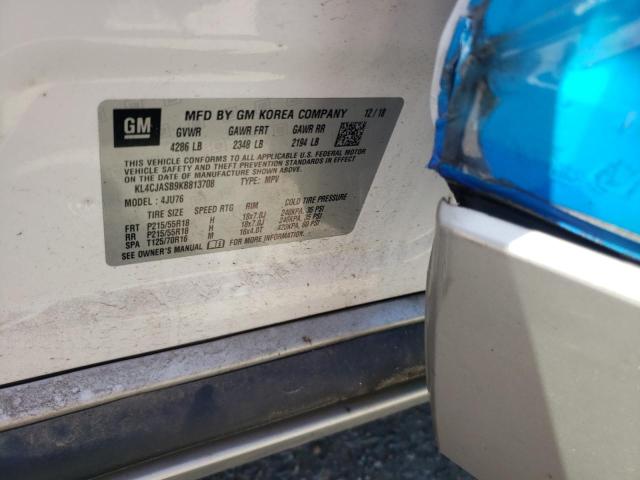 GM
MFD BY GM KOREA COMPANY 12/18
GVWR GAWR FRT GAWR RR
4286 LB 2348 LB 2194 LB
THIS VEHICLE CONFORMS TO ALL APPLICABLE U.S. FEDERAL MOTOR
VEHICLE SAFETY, BUMPER, AND THEFT PREVENTION STANDARDS IN EFFECT
ON THE DATE OF MANUFACTURE SHOWN ABOVE.
KL4CJASB9KB813708 TYPE: MPV
MODEL: 4JU76
TIRE SIZE SPEED RTG RIM COLD TIRE PRESSURE
FRT P215/55R18 H 18x7.0J 240KPA, 35 PSI
RR P215/55R18 H 18x7.0J 240KPA, 35 PSI
SPA T125/70R16 M 16x4.0T 420KPA, 60 PSI
SEE OWNER'S MANUAL FOR MORE INFORMATION.